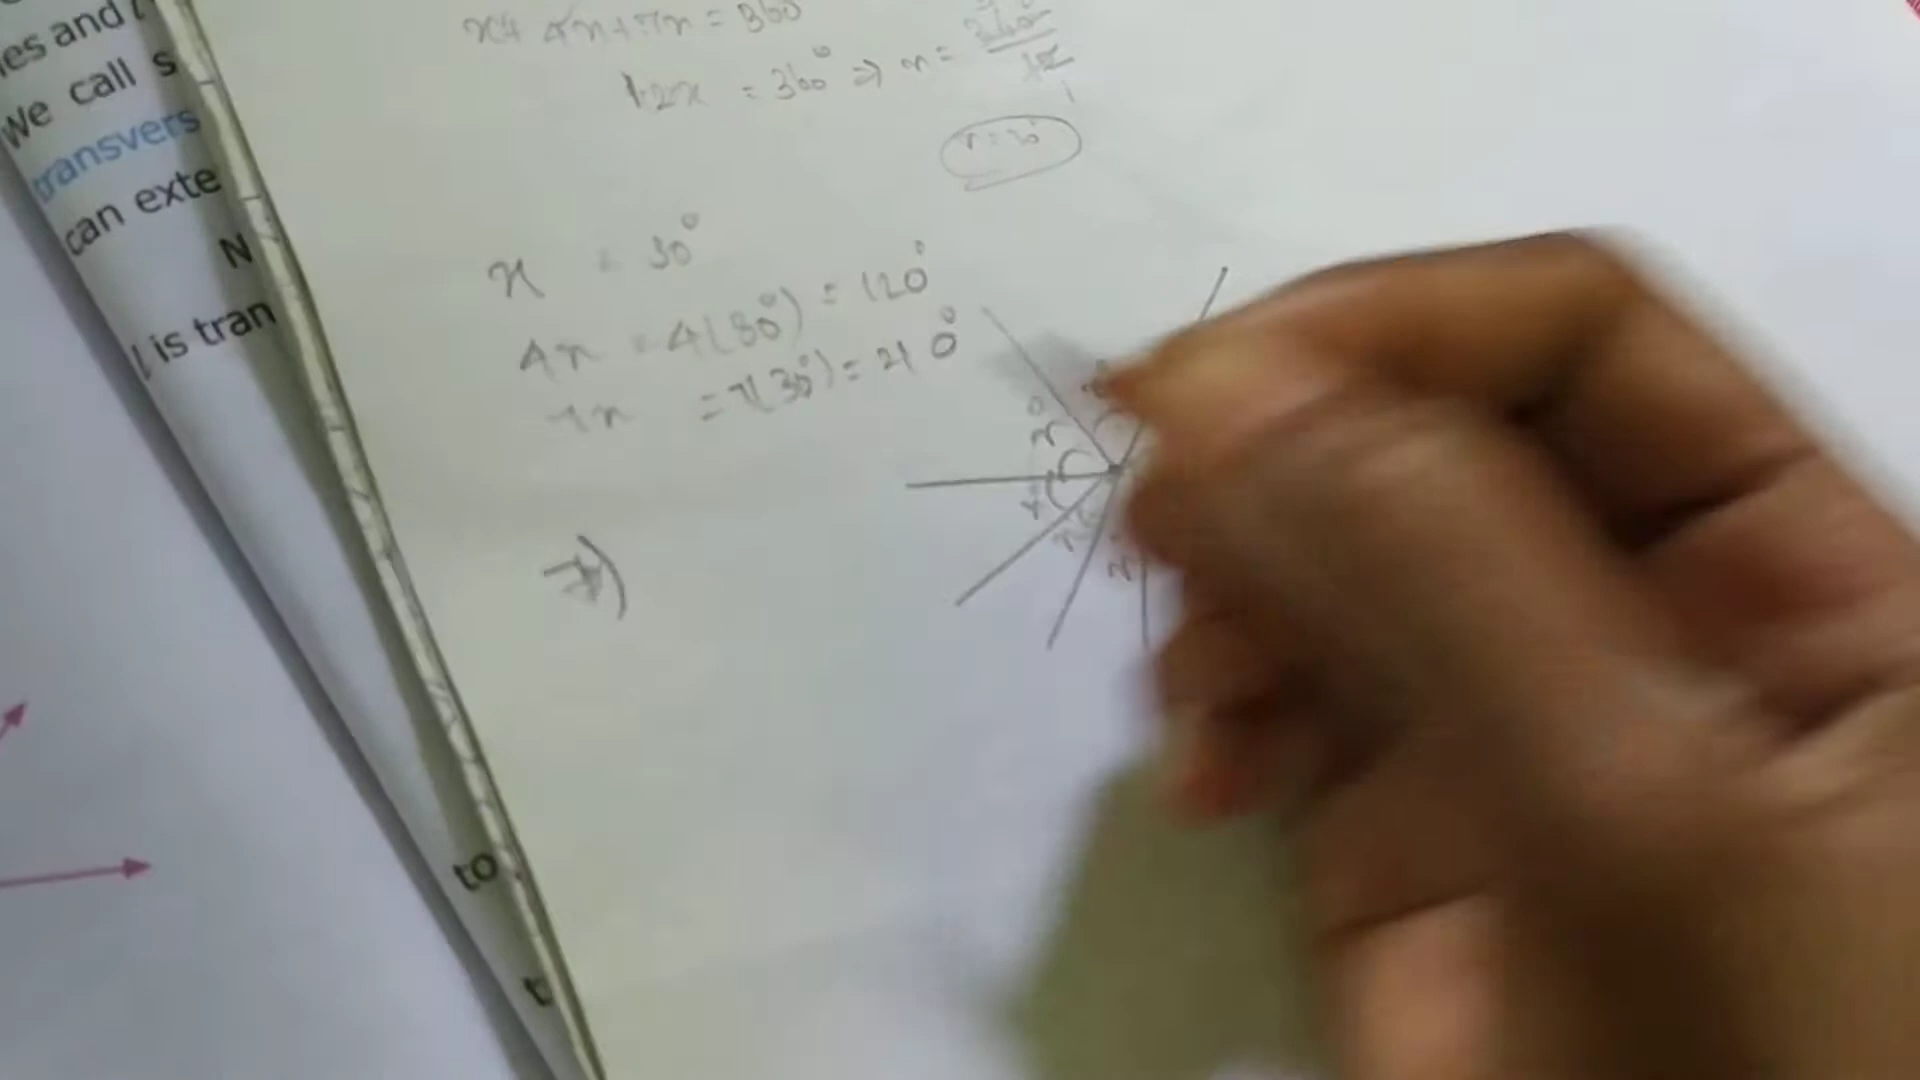 es and
We call s
transvers
can exte
N
l is tran
to
t
x + 4x + 7x = 360
12x = 360° ⇒ x = 360°/12
x = 30°
x = 30°
4x = 4(30°) = 120°
7x = 7(30°) = 210°
⇒)
x°
x°
x
x